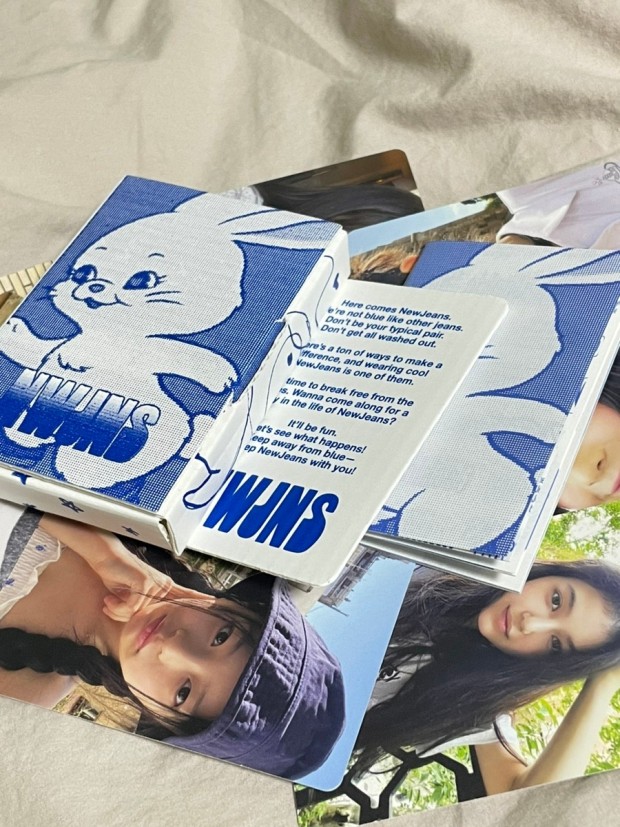 NWJNS
Here comes NewJeans.
e're not blue like other jeans.
Don't be your typical pair.
Don't get all washed out.
ere's a ton of ways to make a
fference, and wearing cool
NewJeans is one of them.
time to break free from the
s. Wanna come along for a
y in the life of NewJeans?
It'll be fun.
et's see what happens!
eep away from blue—
ep NewJeans with you!
NWJNS